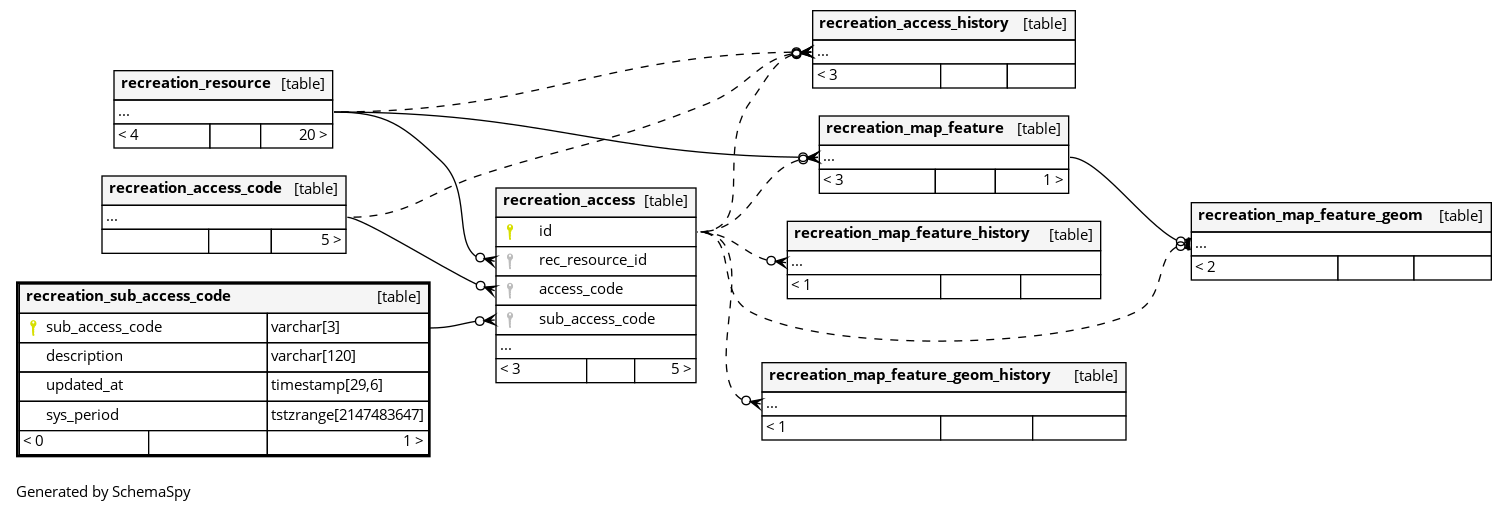 recreation_resource [table]
...
< 4 20 >
recreation_access_code [table]
...
5 >
recreation_sub_access_code [table]
sub_access_code varchar[3]
description varchar[120]
updated_at timestamp[29,6]
sys_period tstzrange[2147483647]
< 0 1 >
recreation_access [table]
id
rec_resource_id
access_code
sub_access_code
...
< 3 5 >
recreation_access_history [table]
...
< 3
recreation_map_feature [table]
...
< 3 1 >
recreation_map_feature_history [table]
...
< 1
recreation_map_feature_geom_history [table]
...
< 1
recreation_map_feature_geom [table]
...
< 2
Generated by SchemaSpy